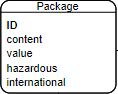 Package
ID
content
value
hazardous
international